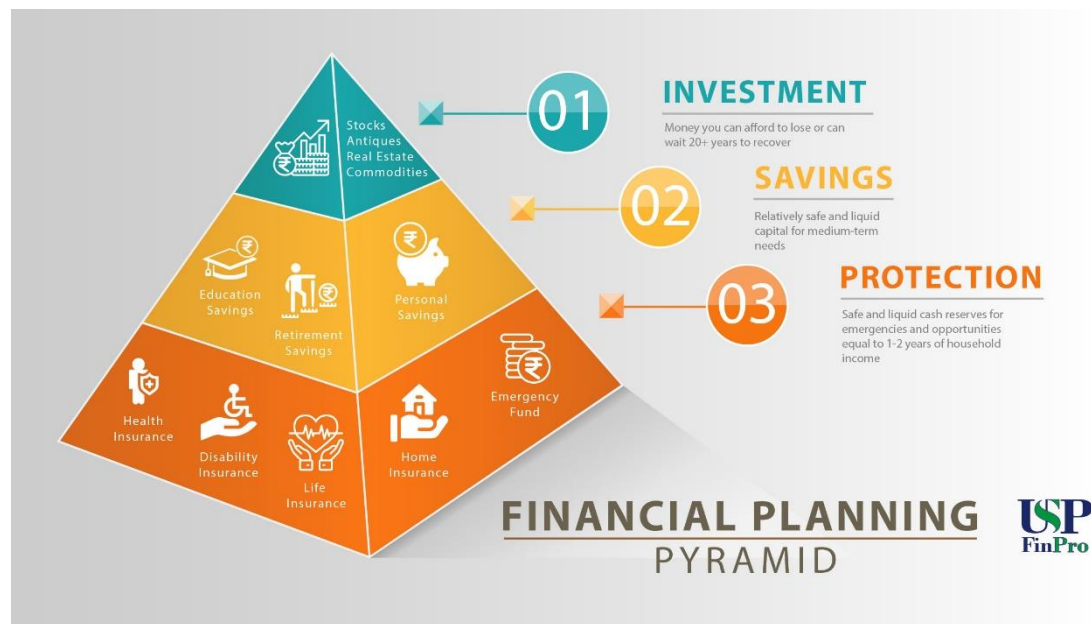 Stocks
Antiques
Real Estate
Commodities
01
INVESTMENT
Money you can afford to lose or can
wait 20+ years to recover
02
SAVINGS
Relatively safe and liquid
capital for medium-term
needs
Education
Savings
Retirement
Savings
Personal
Savings
03
PROTECTION
Safe and liquid cash reserves for
emergencies and opportunities
equal to 1-2 years of household
income
Health
Insurance
Disability
Insurance
Life
Insurance
Home
Insurance
Emergency
Fund
FINANCIAL PLANNING
PYRAMID
USP
FinPro